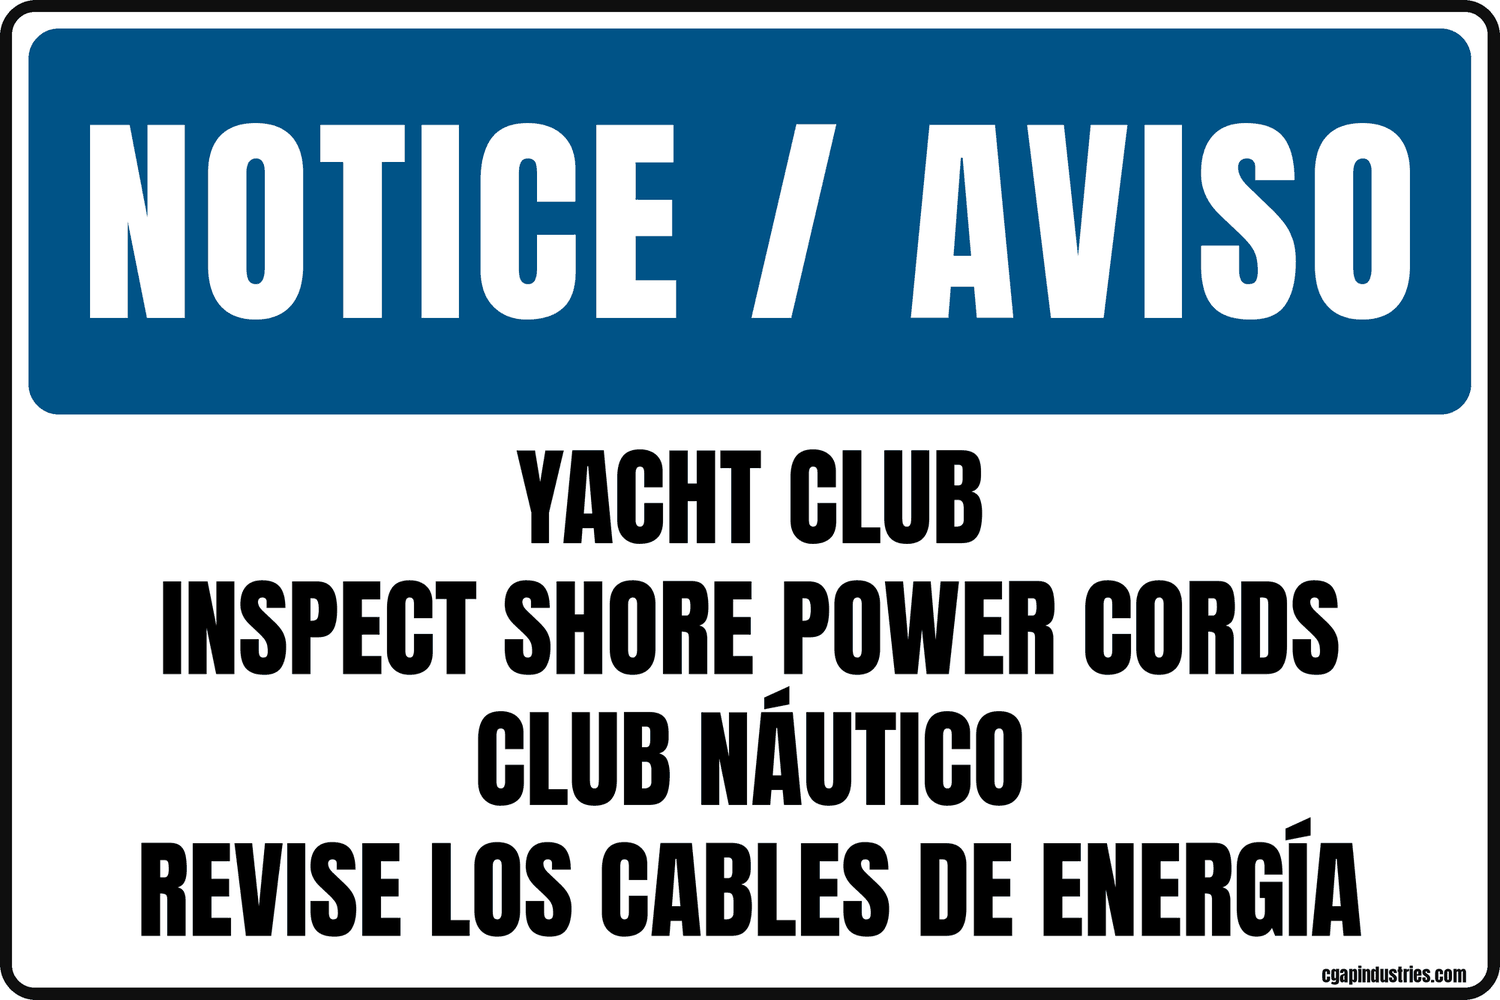 NOTICE / AVISO
YACHT CLUB
INSPECT SHORE POWER CORDS
CLUB NÁUTICO
REVISE LOS CABLES DE ENERGÍA
cgapindustries.com